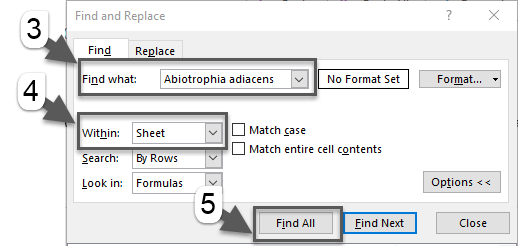 Find and Replace
3
Find Replace
Find what: Abiotrophia adiacens No Format Set Format...
4
Within: Sheet Match case
Search: By Rows Match entire cell contents
Look in: Formulas Options <<
5
Find All Find Next Close